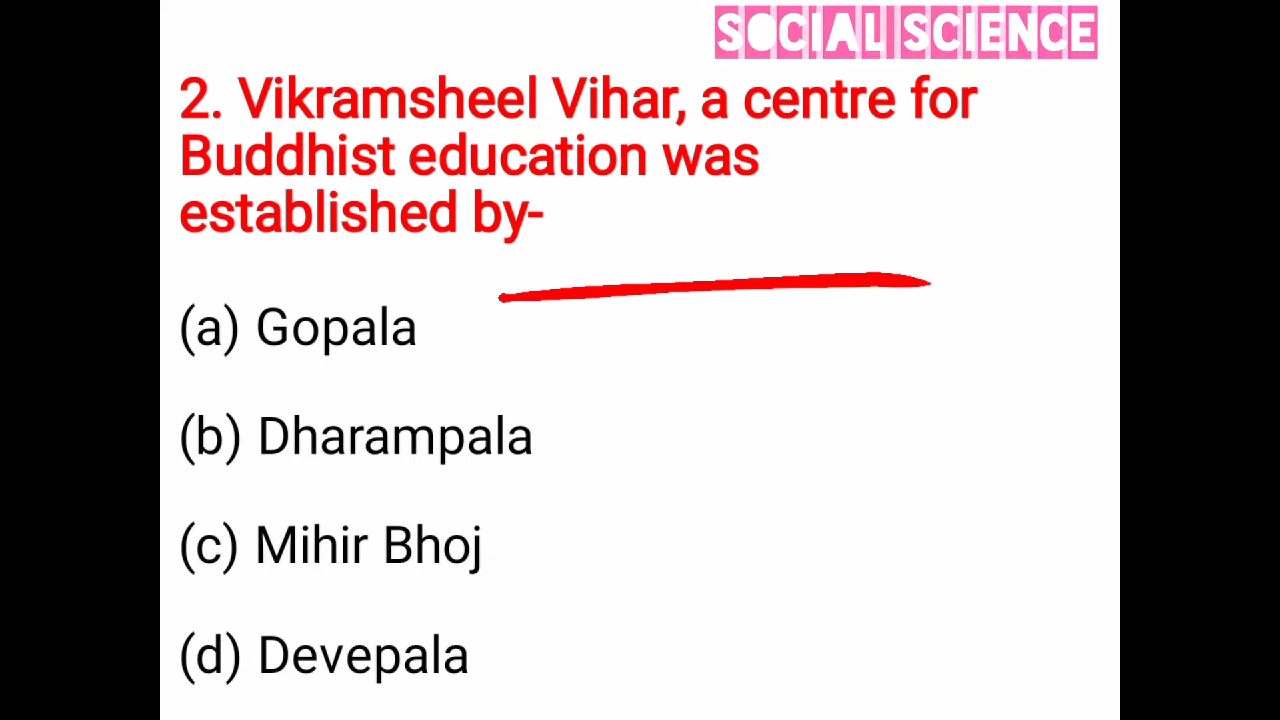 SOCIAL SCIENCE
2. Vikramsheel Vihar, a centre for
Buddhist education was
established by-
(a) Gopala
(b) Dharampala
(c) Mihir Bhoj
(d) Devepala